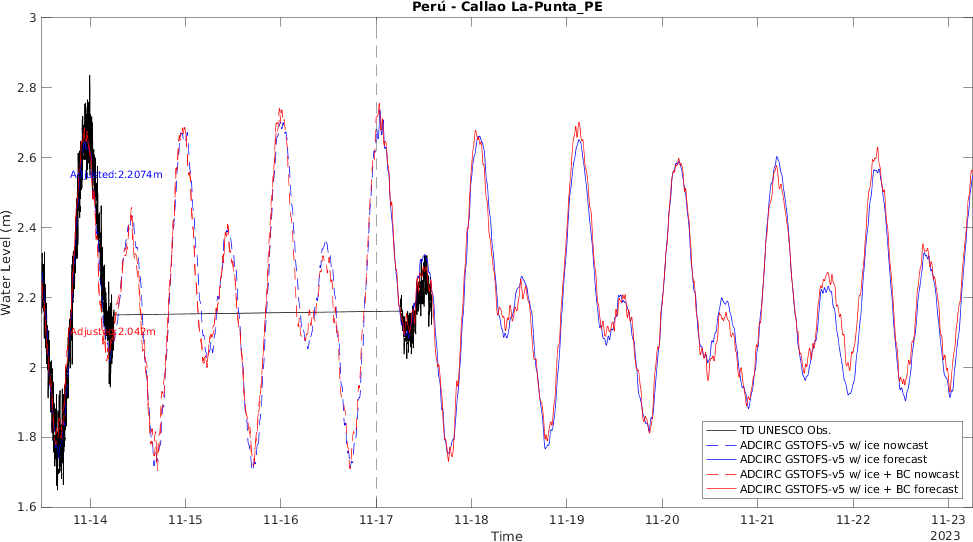 Perú - Callao La-Punta_PE
3
2.8
2.6
2.4
2.2
2
1.8
1.6
Water Level (m)
Adjusted:2.2074m
Adjusted:2.042m
TD UNESCO Obs.
ADCIRC GSTOFS-v5 w/ ice nowcast
ADCIRC GSTOFS-v5 w/ ice forecast
ADCIRC GSTOFS-v5 w/ ice + BC nowcast
ADCIRC GSTOFS-v5 w/ ice + BC forecast
11-14 11-15 11-16 11-17 11-18 11-19 11-20 11-21 11-22 11-23
Time
2023